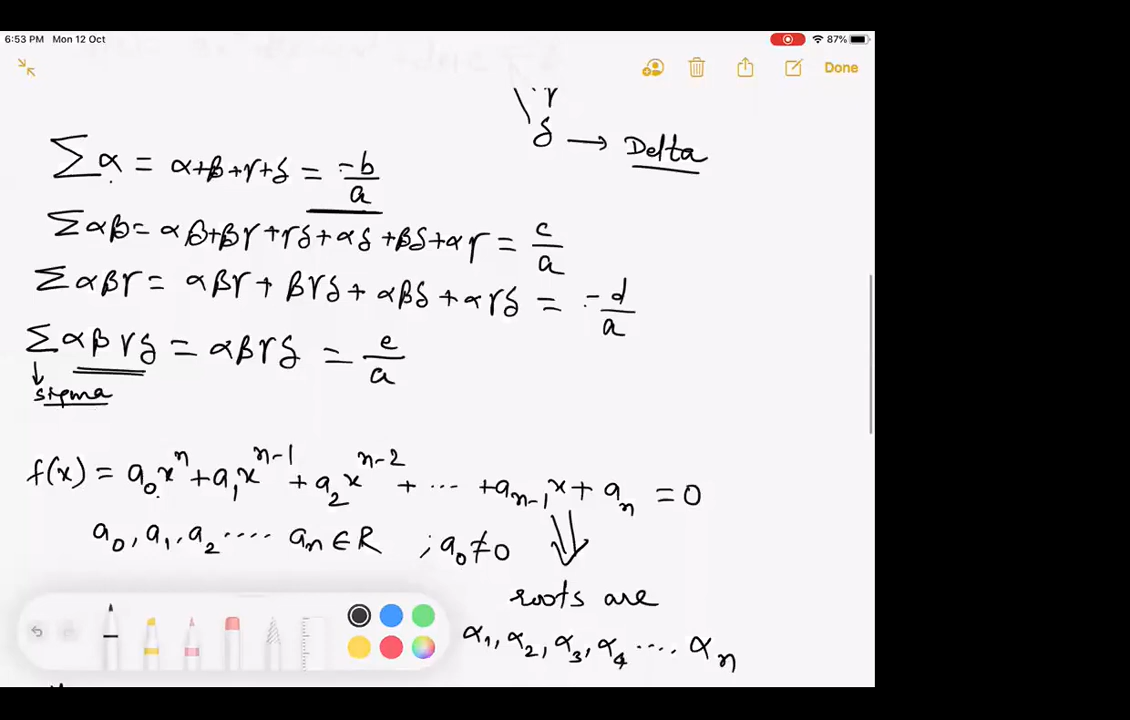 6:53 PM Mon 12 Oct 87%
Done
γ
δ → Delta
Σα = α+β+γ+δ = -b/a
Σαβ = αβ+βγ+γδ+αδ+βδ+αγ = c/a
Σαβγ = αβγ + βγδ + αβδ + αγδ = -d/a
Σαβγδ = αβγδ = e/a
↓
sigma
f(x) = a₀xⁿ + a₁xⁿ⁻¹ + a₂xⁿ⁻² + ... + aₙ₋₁x + aₙ = 0
a₀, a₁, a₂ .... aₙ ∈ R ; a₀ ≠ 0 ⇓
roots are
α₁, α₂, α₃, α₄ .... αₙ